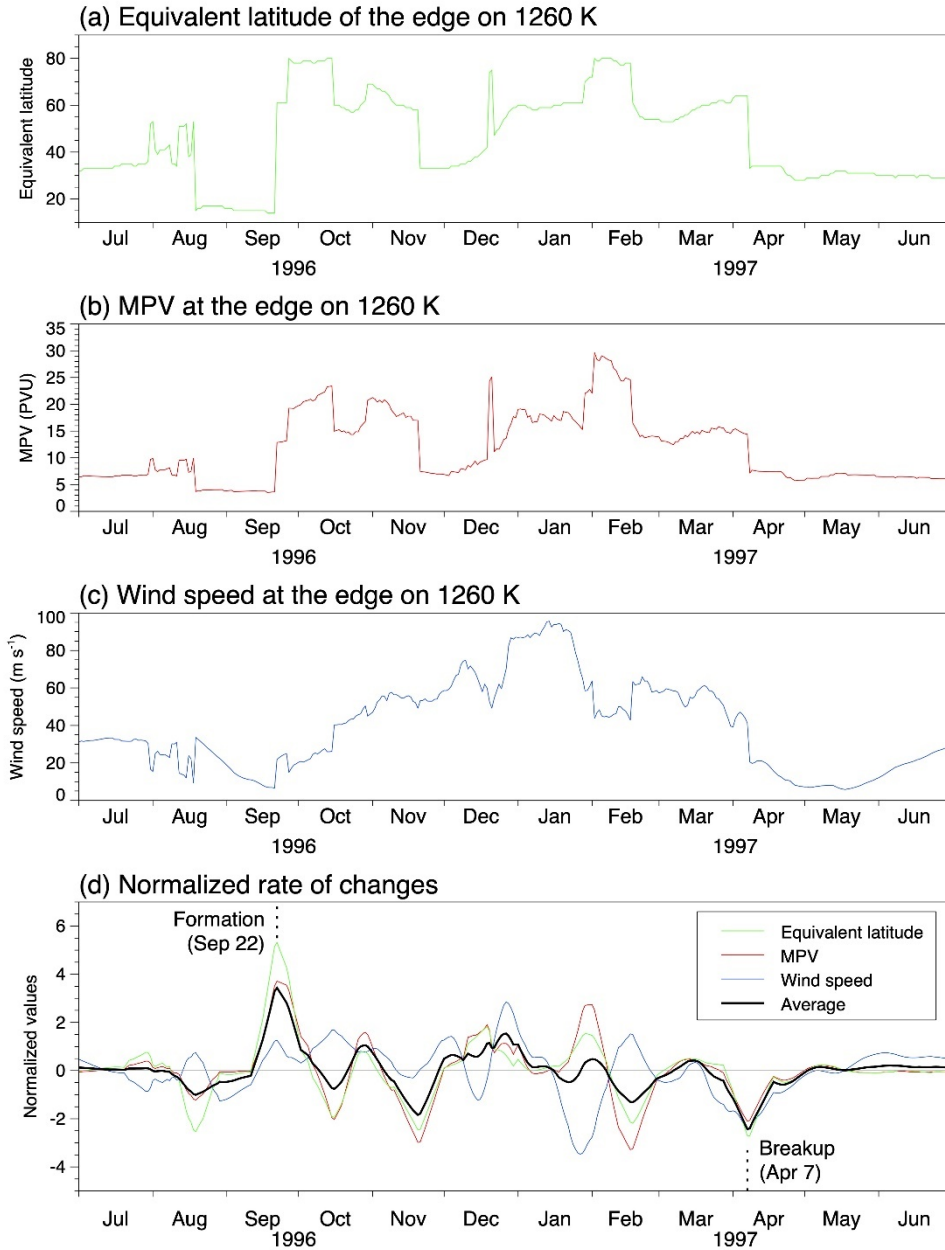 (a) Equivalent latitude of the edge on 1260 K
Equivalent latitude
80
60
40
20
Jul Aug Sep Oct Nov Dec Jan Feb Mar Apr May Jun
1996 1997
(b) MPV at the edge on 1260 K
MPV (PVU)
35
30
25
20
15
10
5
0
Jul Aug Sep Oct Nov Dec Jan Feb Mar Apr May Jun
1996 1997
(c) Wind speed at the edge on 1260 K
Wind speed (m s⁻¹)
100
80
60
40
20
0
Jul Aug Sep Oct Nov Dec Jan Feb Mar Apr May Jun
1996 1997
(d) Normalized rate of changes
Normalized values
6
4
2
0
-2
-4
Formation
(Sep 22)
Equivalent latitude
MPV
Wind speed
Average
Breakup
(Apr 7)
Jul Aug Sep Oct Nov Dec Jan Feb Mar Apr May Jun
1996 1997